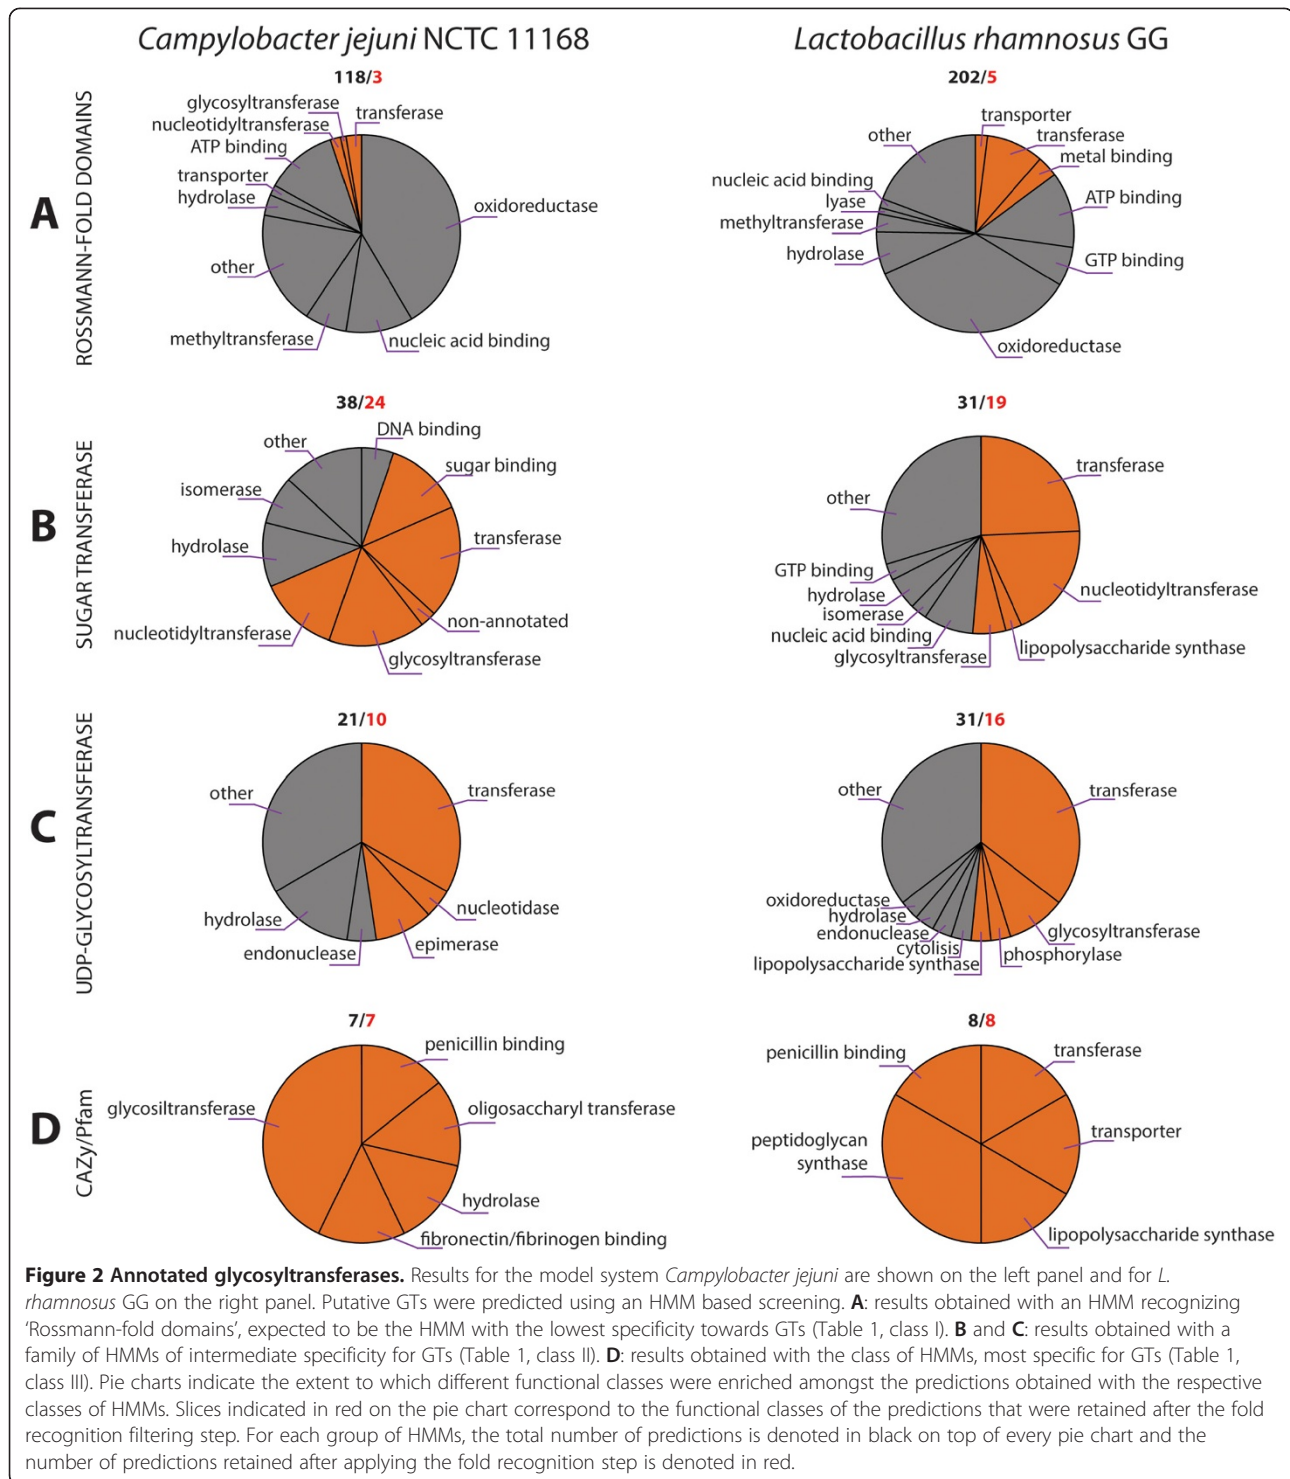 Campylobacter jejuni NCTC 11168
Lactobacillus rhamnosus GG
A
ROSSMANN-FOLD DOMAINS
118/3
glycosyltransferase
transferase
nucleotidyltransferase
ATP binding
transporter
hydrolase
oxidoreductase
other
methyltransferase
nucleic acid binding
202/5
transporter
other
transferase
metal binding
nucleic acid binding
lyase
ATP binding
methyltransferase
hydrolase
GTP binding
oxidoreductase
B
SUGAR TRANSFERASE
38/24
DNA binding
other
sugar binding
isomerase
transferase
hydrolase
non-annotated
nucleotidyltransferase
glycosyltransferase
31/19
transferase
other
GTP binding
nucleotidyltransferase
hydrolase
isomerase
nucleic acid binding
lipopolysaccharide synthase
glycosyltransferase
C
UDP-GLYCOSYLTRANSFERASE
21/10
other
transferase
nucleotidase
hydrolase
epimerase
endonuclease
31/16
other
transferase
oxidoreductase
hydrolase
endonuclease
glycosyltransferase
cytolisis
phosphorylase
lipopolysaccharide synthase
D
CAZy/Pfam
7/7
penicillin binding
glycosiltransferase
oligosaccharyl transferase
hydrolase
fibronectin/fibrinogen binding
8/8
penicillin binding
transferase
transporter
peptidoglycan
synthase
lipopolysaccharide synthase
Figure 2 Annotated glycosyltransferases. Results for the model system Campylobacter jejuni are shown on the left panel and for L.
rhamnosus GG on the right panel. Putative GTs were predicted using an HMM based screening. A: results obtained with an HMM recognizing
‘Rossmann-fold domains’, expected to be the HMM with the lowest specificity towards GTs (Table 1, class I). B and C: results obtained with a
family of HMMs of intermediate specificity for GTs (Table 1, class II). D: results obtained with the class of HMMs, most specific for GTs (Table 1,
class III). Pie charts indicate the extent to which different functional classes were enriched amongst the predictions obtained with the respective
classes of HMMs. Slices indicated in red on the pie chart correspond to the functional classes of the predictions that were retained after the fold
recognition filtering step. For each group of HMMs, the total number of predictions is denoted in black on top of every pie chart and the
number of predictions retained after applying the fold recognition step is denoted in red.